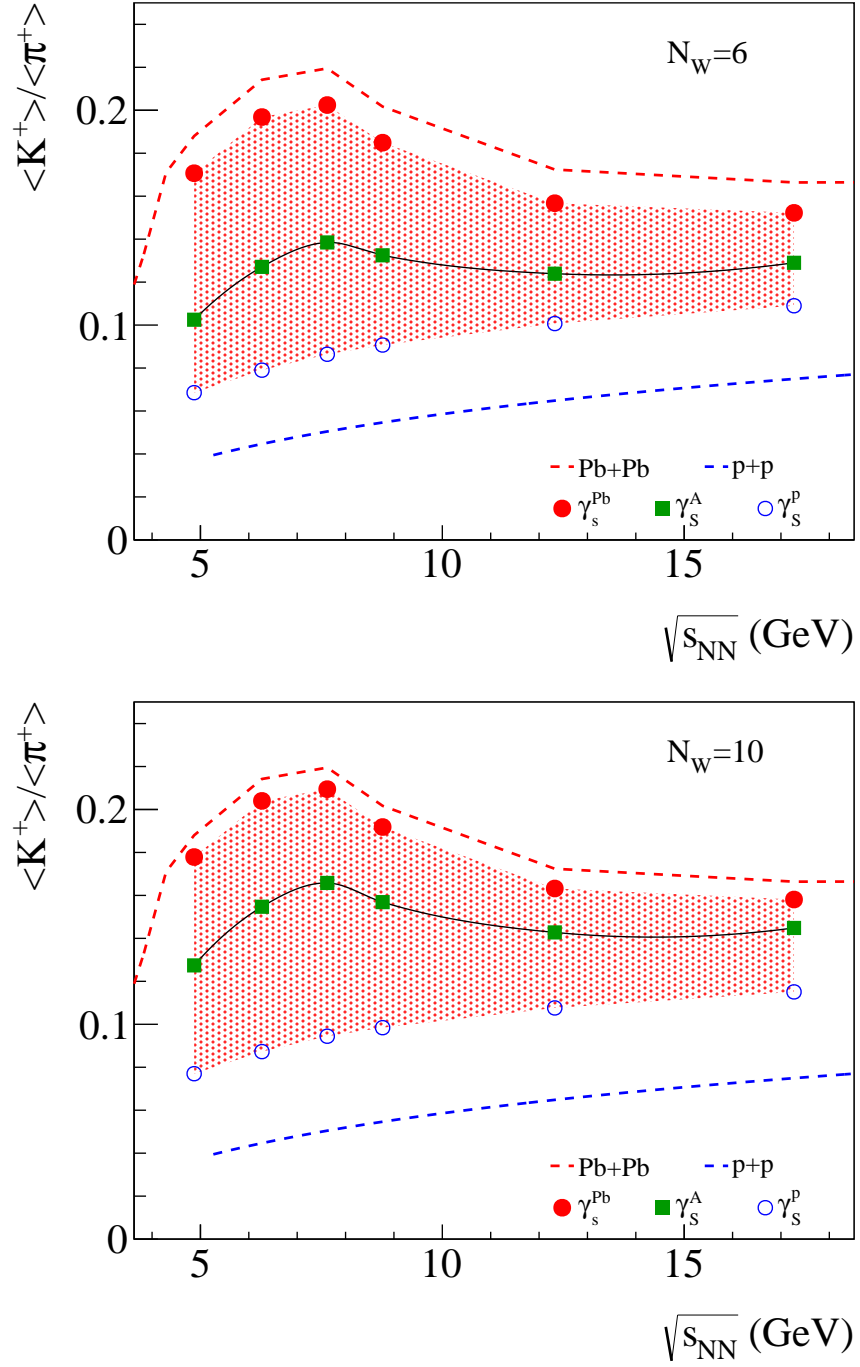 <K⁺>/<π⁺>
N_W=6
0.2
0.1
0
Pb+Pb p+p
γ_s^Pb γ_S^A γ_S^p
5 10 15
√s_NN (GeV)
<K⁺>/<π⁺>
N_W=10
0.2
0.1
0
Pb+Pb p+p
γ_s^Pb γ_S^A γ_S^p
5 10 15
√s_NN (GeV)